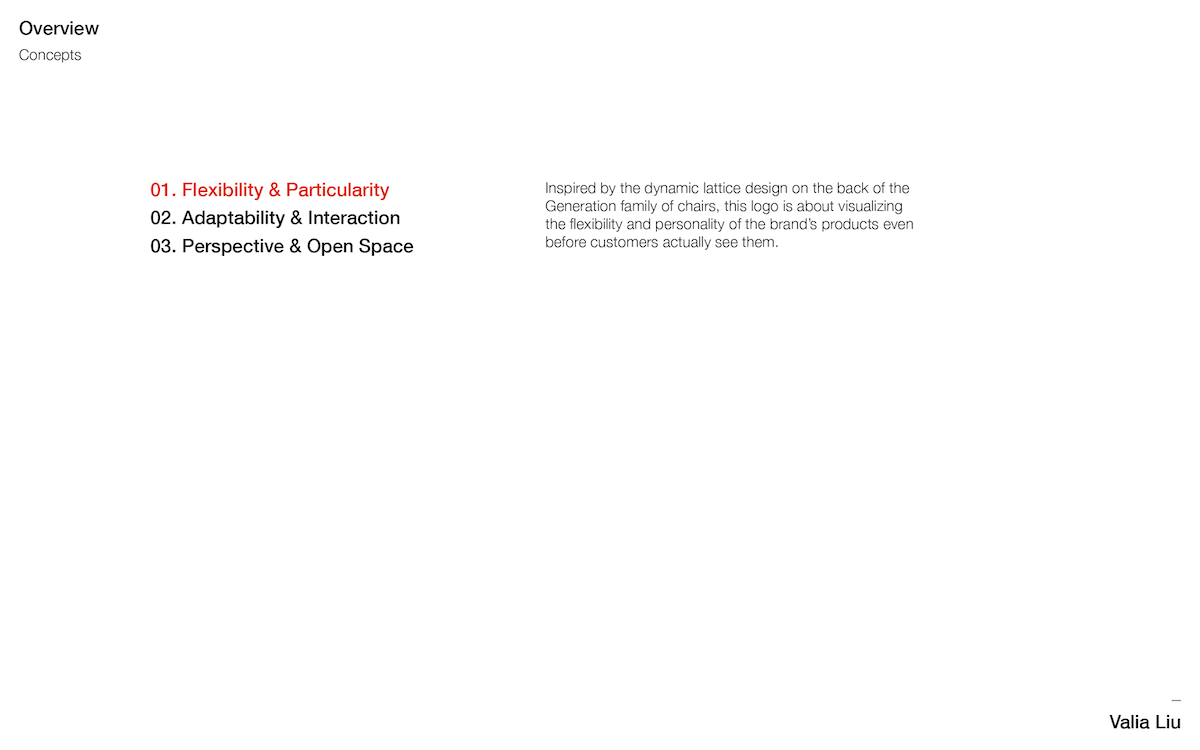 Overview
Concepts
01. Flexibility & Particularity
02. Adaptability & Interaction
03. Perspective & Open Space
Inspired by the dynamic lattice design on the back of the
Generation family of chairs, this logo is about visualizing
the flexibility and personality of the brand’s products even
before customers actually see them.
—
Valia Liu